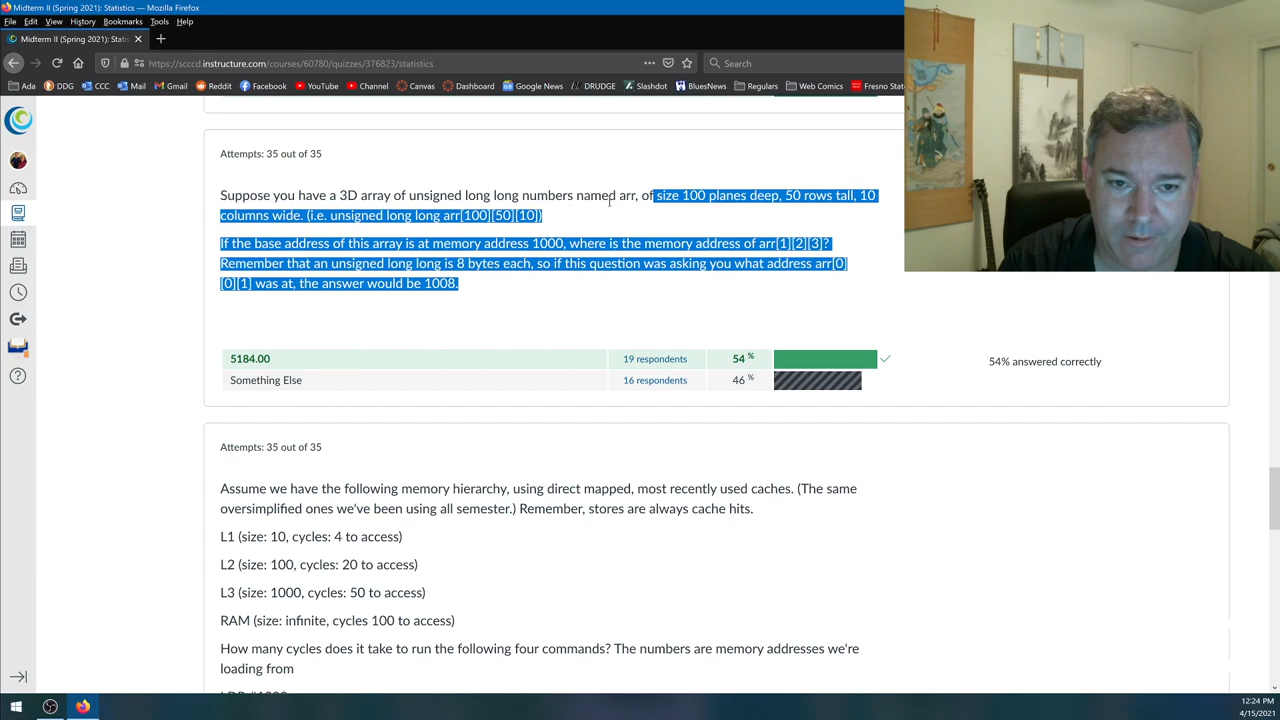 Midterm II (Spring 2021): Statistics - Mozilla Firefox
File Edit View History Bookmarks Tools Help
Midterm II (Spring 2021): Statis
https://scccd.instructure.com/courses/60780/quizzes/376823/statistics
Search
Ada DDG CCC Mail Gmail Reddit Facebook YouTube Channel Canvas Dashboard Google News DRUDGE Slashdot BluesNews Regulars Web Comics Fresno Stat
Attempts: 35 out of 35
Suppose you have a 3D array of unsigned long long numbers named arr, of size 100 planes deep, 50 rows tall, 10
columns wide. (i.e. unsigned long long arr[100][50][10])
If the base address of this array is at memory address 1000, where is the memory address of arr[1][2][3]?
Remember that an unsigned long long is 8 bytes each, so if this question was asking you what address arr[0]
[0][1] was at, the answer would be 1008.
5184.00 19 respondents 54 %
54% answered correctly
Something Else 16 respondents 46 %
Attempts: 35 out of 35
Assume we have the following memory hierarchy, using direct mapped, most recently used caches. (The same
oversimplified ones we've been using all semester.) Remember, stores are always cache hits.
L1 (size: 10, cycles: 4 to access)
L2 (size: 100, cycles: 20 to access)
L3 (size: 1000, cycles: 50 to access)
RAM (size: infinite, cycles 100 to access)
How many cycles does it take to run the following four commands? The numbers are memory addresses we're
loading from
12:24 PM
4/15/2021